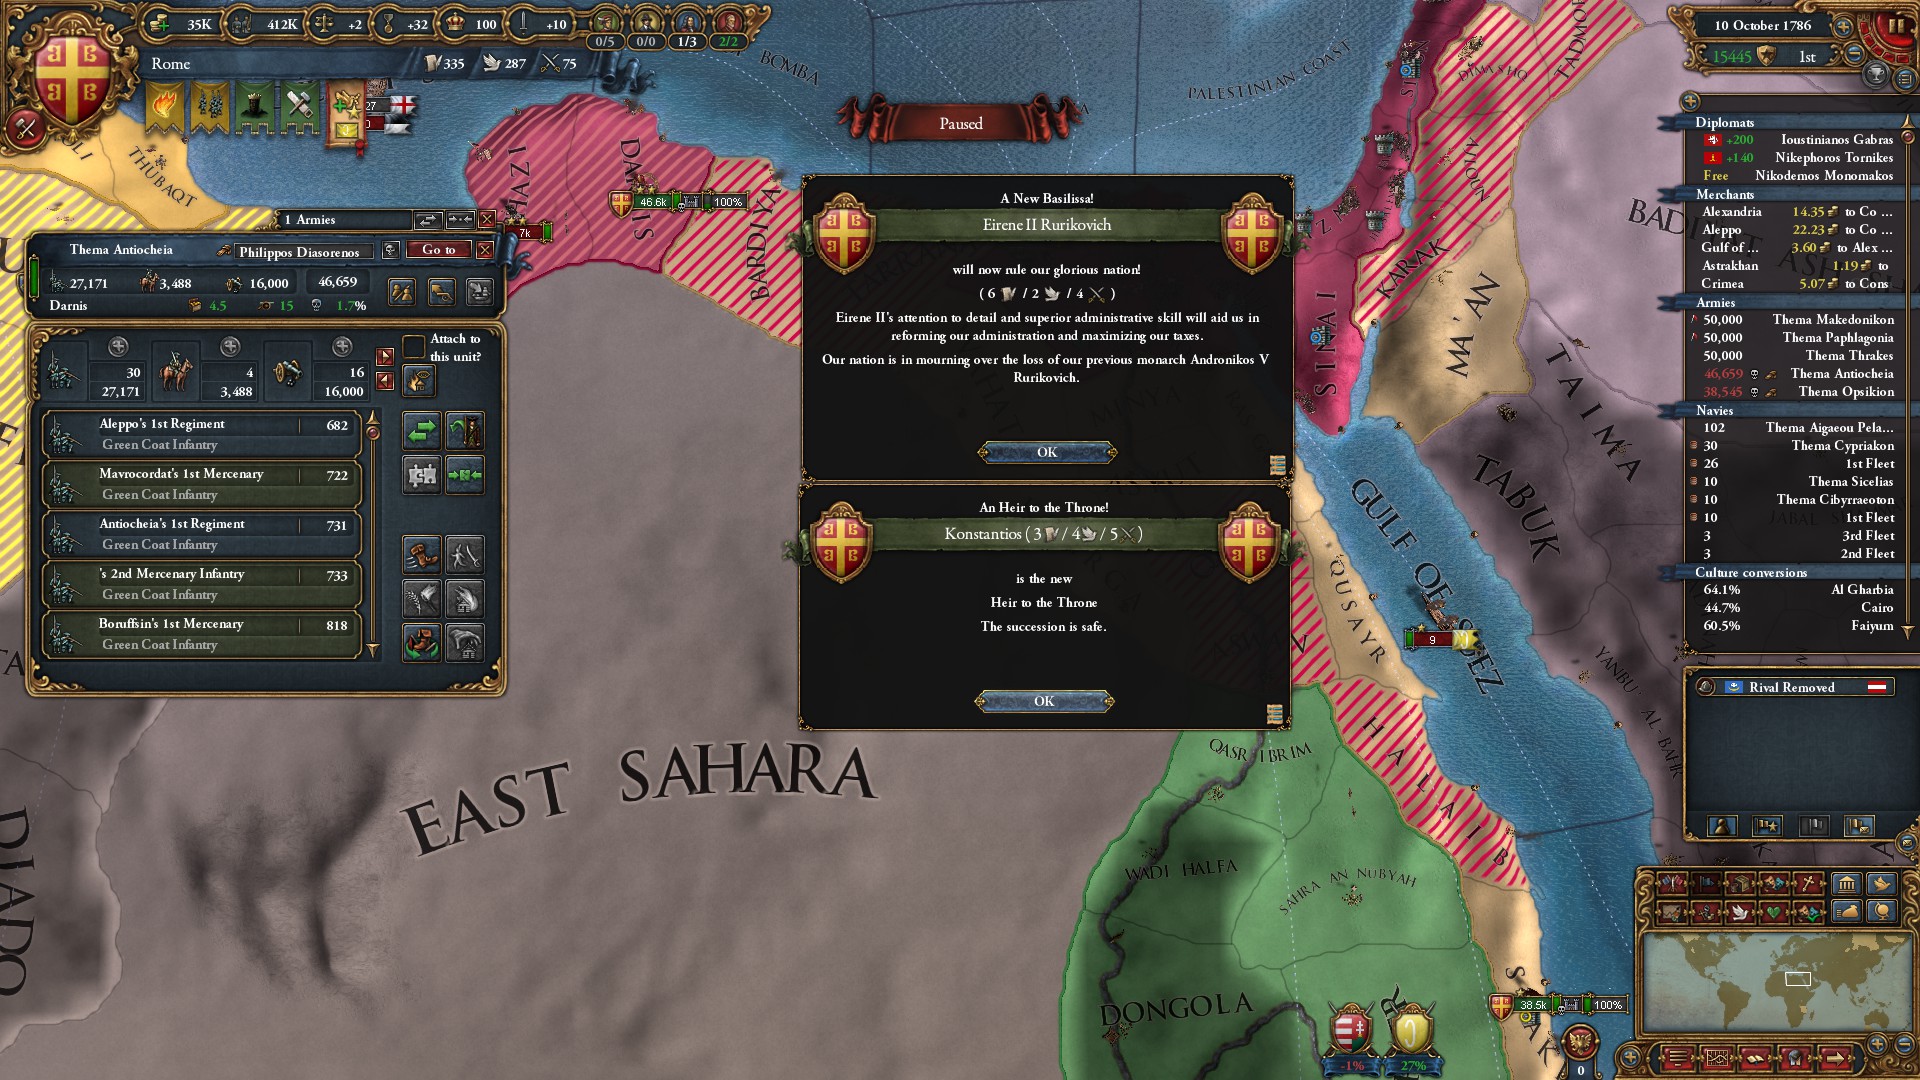 35K
412K
+2
+32
100
+10
0/5
0/0
1/3
2/2
Rome
335
287
75
10 October 1786
15445
1st
Paused
BOMBA
PALESTINIAN COAST
DIMASHQ
THUBAQT
BARDIYA
KARAK
MA'AN
SINAI
TAIMA
TABUK
GULF OF SUEZ
QUSAYR
YANBU'
AL-BAHR
HALAIB
QASR IBRIM
WADI HALFA
SAHRA AN NUBYAH
DONGOLA
EAST SAHARA
46.6k
100%
7k
27
9
38.5k
100%
1 Armies
Thema Antiocheia
Philippos Diasorenos
Go to
27,171
3,488
16,000
46,659
Darnis
4.5
15
1.7%
30
27,171
4
3,488
16
16,000
Attach to
this unit?
Aleppo's 1st Regiment
682
Green Coat Infantry
Mavrocordat's 1st Mercenary
722
Green Coat Infantry
Antiocheia's 1st Regiment
731
Green Coat Infantry
's 2nd Mercenary Infantry
733
Green Coat Infantry
Boruffsin's 1st Mercenary
818
Green Coat Infantry
A New Basilissa!
Eirene II Rurikovich
will now rule our glorious nation!
( 6 / 2 / 4 )
Eirene II's attention to detail and superior administrative skill will aid us in
reforming our administration and maximizing our taxes.
Our nation is in mourning over the loss of our previous monarch Andronikos V
Rurikovich.
OK
An Heir to the Throne!
Konstantios ( 3 / 4 / 5 )
is the new
Heir to the Throne
The succession is safe.
OK
Diplomats
+200 Ioustinianos Gabras
+140 Nikephoros Tornikes
Free Nikodemos Monomakos
Merchants
Alexandria 14.35 to Co ...
Aleppo 22.23 to Co ...
Gulf of ... 3.60 to Alex ...
Astrakhan 1.19 to
Crimea 5.07 to Cons
Armies
50,000 Thema Makedonikon
50,000 Thema Paphlagonia
50,000 Thema Thrakes
46,659 Thema Antiocheia
38,545 Thema Opsikion
Navies
102 Thema Aigaeou Pela...
30 Thema Cypriakon
26 1st Fleet
10 Thema Sicelias
10 Thema Cibyrraeoton
10 1st Fleet
3 3rd Fleet
3 2nd Fleet
Culture conversions
64.1% Al Gharbia
44.7% Cairo
60.5% Faiyum
Rival Removed
-1%
27%
0